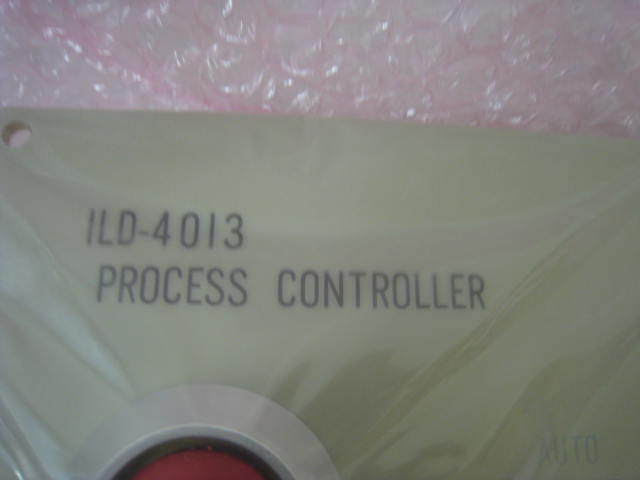 ILD-4013
PROCESS CONTROLLER
AUTO